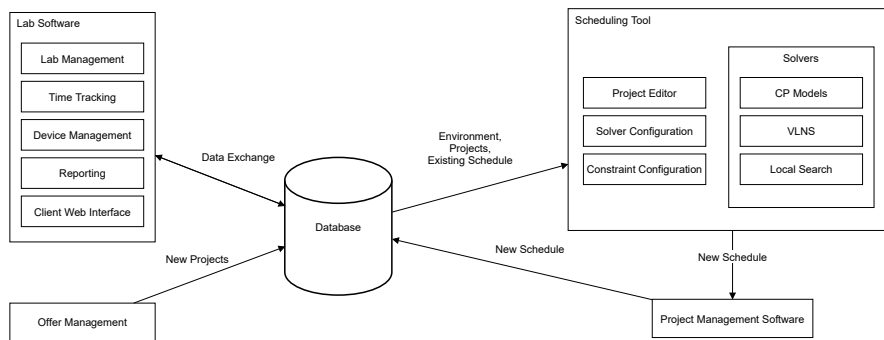 Lab Software
Lab Management
Time Tracking
Device Management
Reporting
Client Web Interface
Data Exchange
New Projects
Offer Management
Database
Environment,
Projects,
Existing Schedule
Scheduling Tool
Project Editor
Solver Configuration
Constraint Configuration
Solvers
CP Models
VLNS
Local Search
New Schedule
New Schedule
Project Management Software